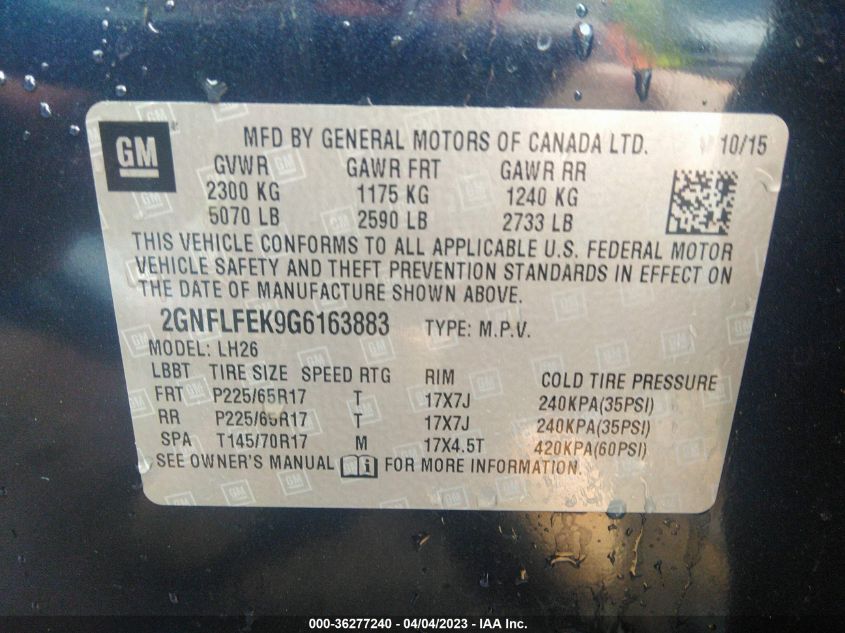 GM MFD BY GENERAL MOTORS OF CANADA LTD. 10/15
GVWR GAWR FRT GAWR RR
2300 KG 1175 KG 1240 KG
5070 LB 2590 LB 2733 LB
THIS VEHICLE CONFORMS TO ALL APPLICABLE U.S. FEDERAL MOTOR
VEHICLE SAFETY AND THEFT PREVENTION STANDARDS IN EFFECT ON
THE DATE OF MANUFACTURE SHOWN ABOVE.
2GNFLFEK9G6163883 TYPE: M.P.V.
MODEL: LH26
LBBT TIRE SIZE SPEED RTG RIM COLD TIRE PRESSURE
FRT P225/65R17 T 17X7J 240KPA(35PSI)
RR P225/65R17 T 17X7J 240KPA(35PSI)
SPA T145/70R17 M 17X4.5T 420KPA(60PSI)
SEE OWNER'S MANUAL i FOR MORE INFORMATION.
000-36277240 - 04/04/2023 - IAA Inc.